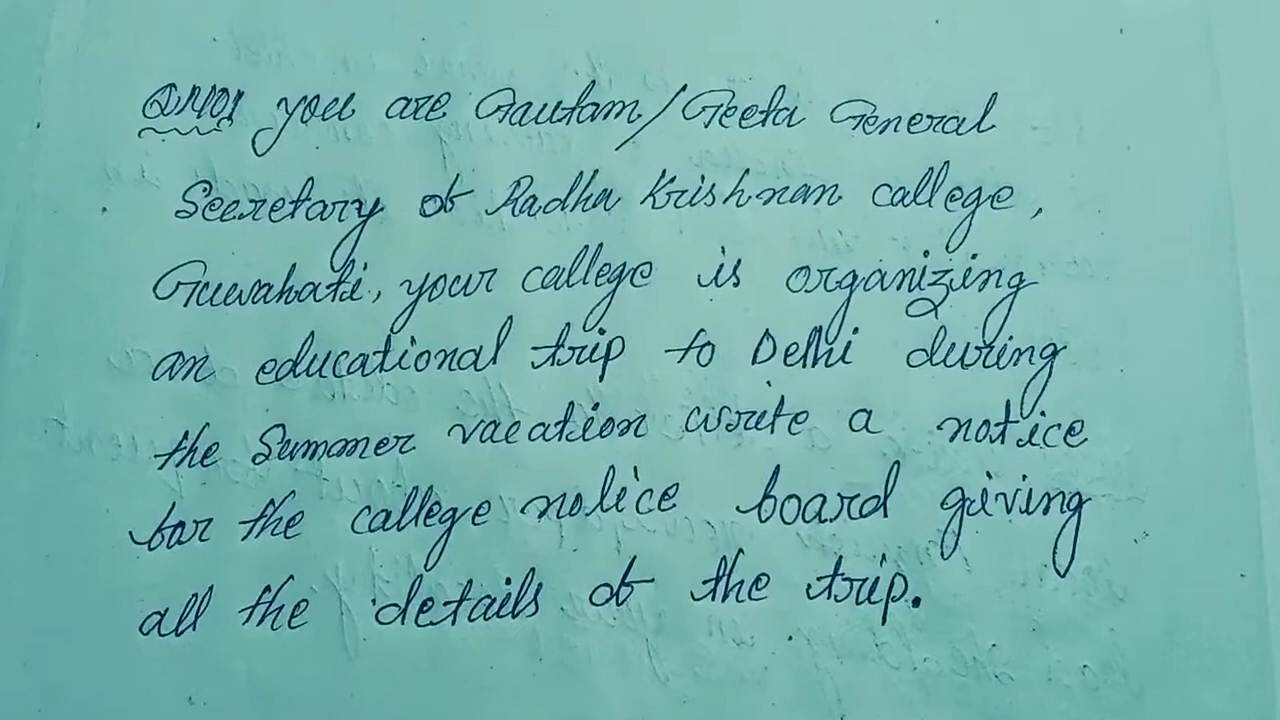 you are Gautam/Geeta General
Secretary of Radha Krishnan callege,
Guwahati, your callege is organizing
an educational trip to Delhi during
the Summer vacation write a notice
for the callege notice board giving
all the details of the trip.